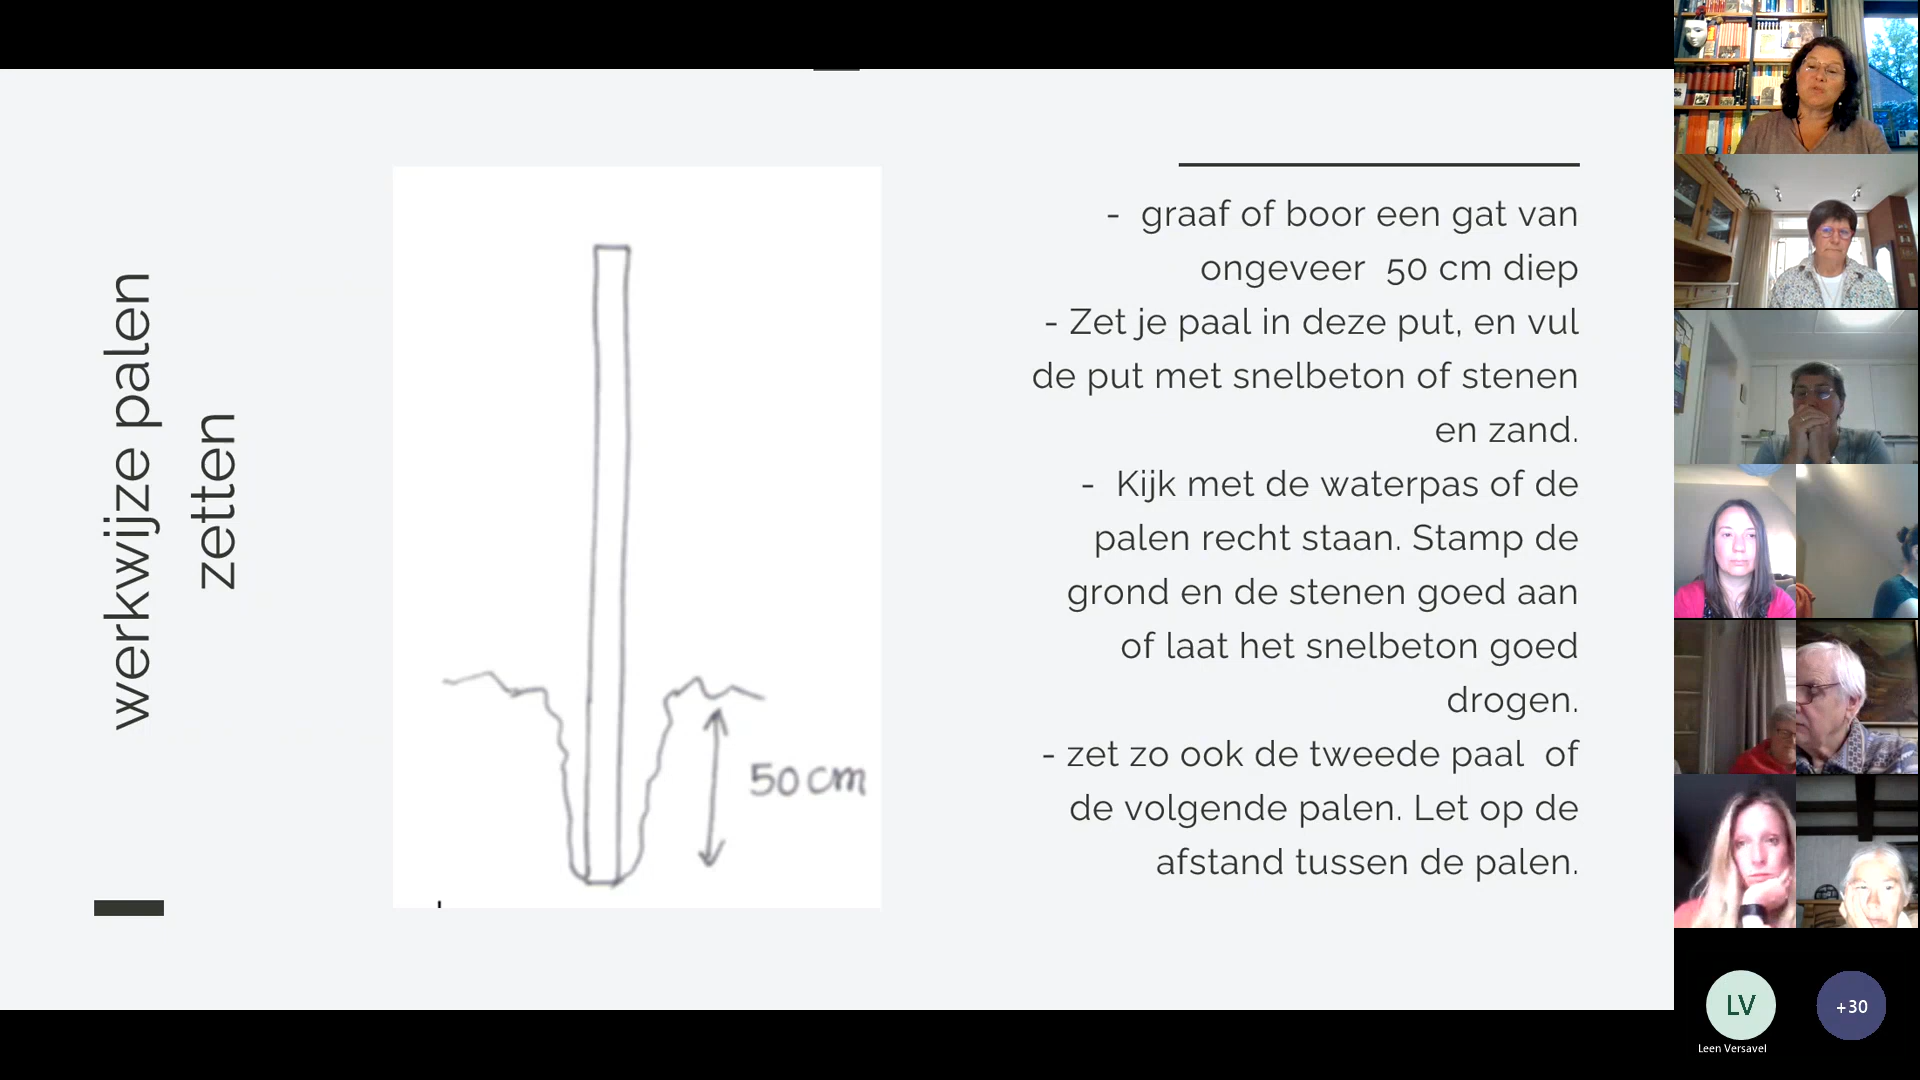 werkwijze palen
zetten
50 cm
- graaf of boor een gat van
ongeveer 50 cm diep
- Zet je paal in deze put, en vul
de put met snelbeton of stenen
en zand.
- Kijk met de waterpas of de
palen recht staan. Stamp de
grond en de stenen goed aan
of laat het snelbeton goed
drogen.
- zet zo ook de tweede paal of
de volgende palen. Let op de
afstand tussen de palen.
LV
+30
Leen Versavel